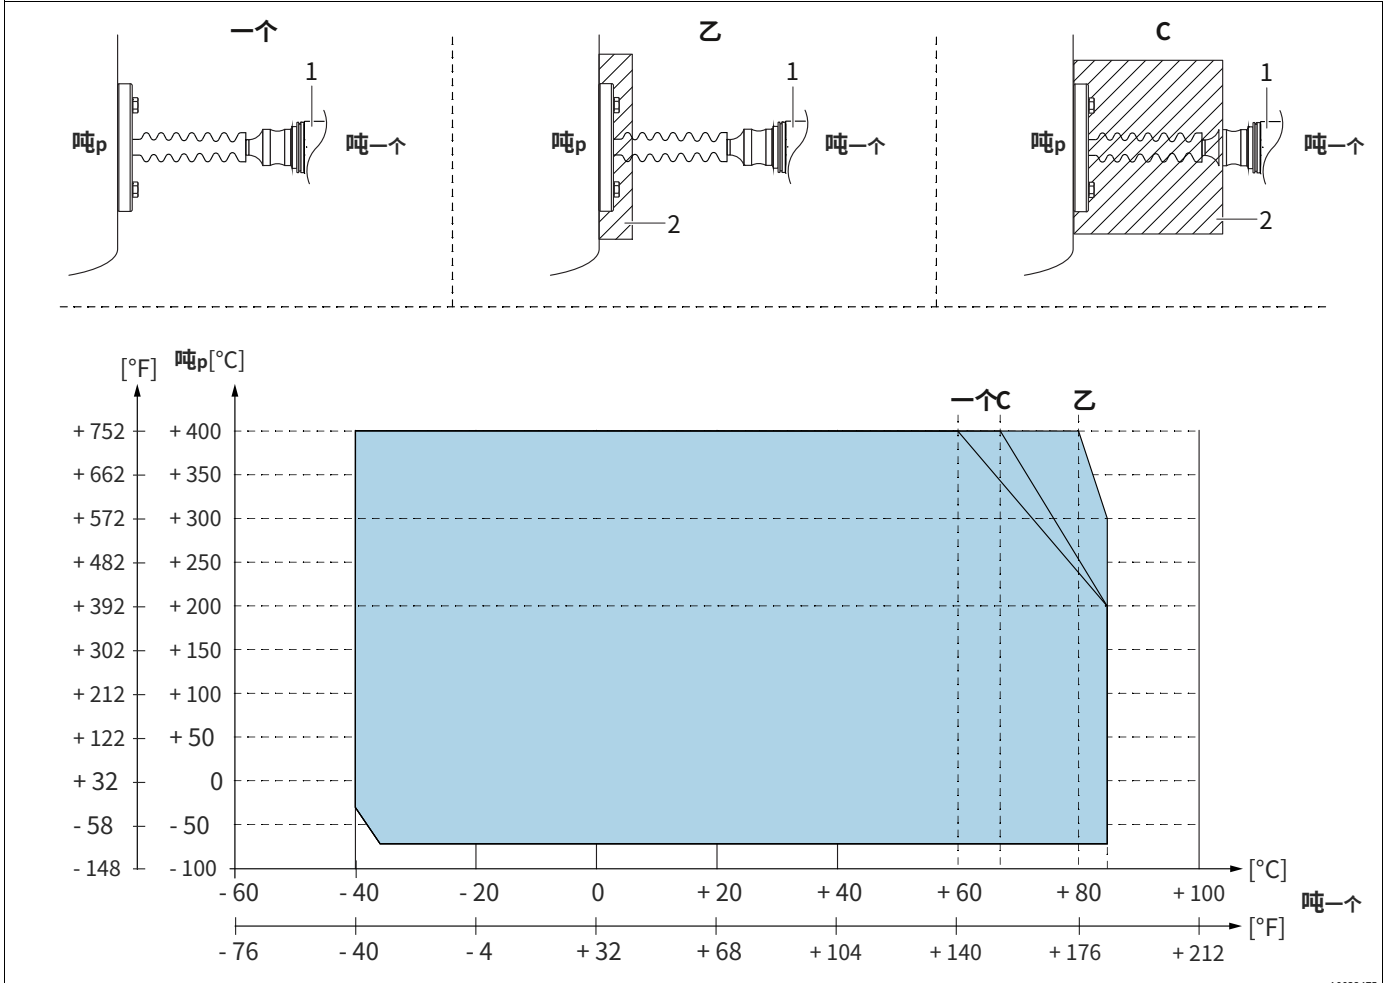 一个
乙
C
1
吨p
吨一个
1
吨p
吨一个
2
1
吨p
吨一个
2
[°F]
吨p[°C]
一个C
乙
+ 752
+ 400
+ 662
+ 350
+ 572
+ 300
+ 482
+ 250
+ 392
+ 200
+ 302
+ 150
+ 212
+ 100
+ 122
+ 50
+ 32
0
- 58
- 50
- 148
- 100
[°C]
- 60
- 40
- 20
0
+ 20
+ 40
+ 60
+ 80
+ 100
吨一个
[°F]
- 76
- 40
- 4
+ 32
+ 68
+ 104
+ 140
+ 176
+ 212